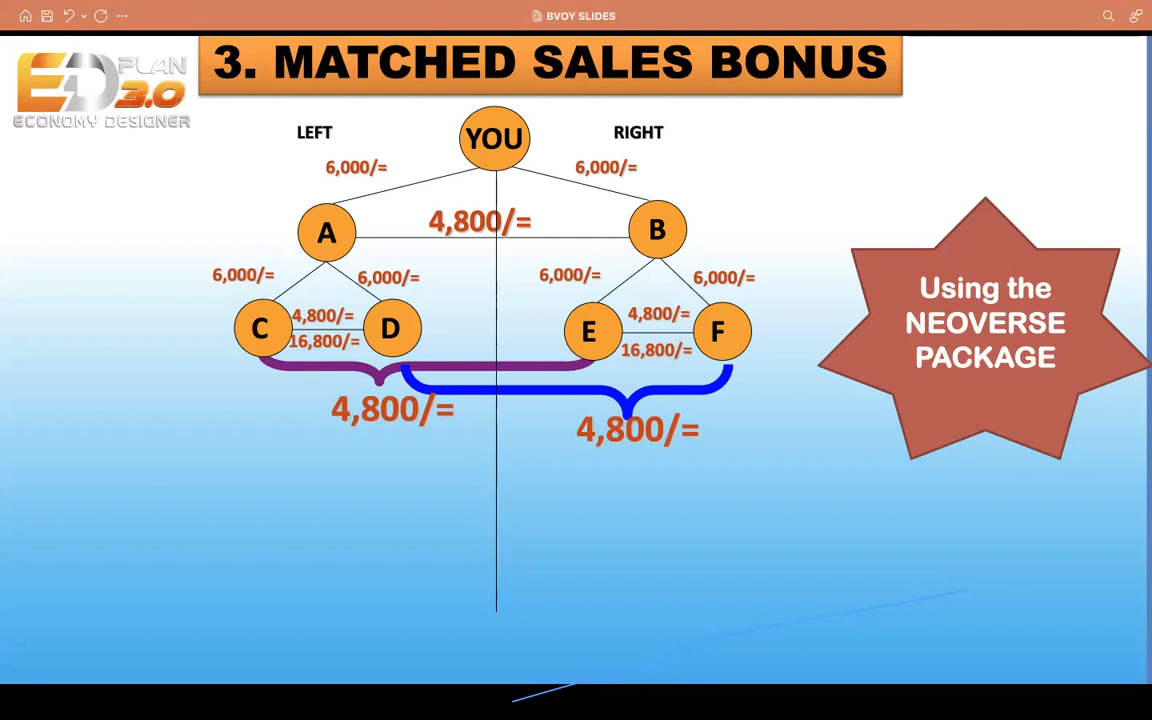 BVOY SLIDES
ED PLAN 3.0
ECONOMY DESIGNER
3. MATCHED SALES BONUS
LEFT
YOU
RIGHT
6,000/=
6,000/=
A
4,800/=
B
6,000/=
6,000/=
6,000/=
6,000/=
C
4,800/=
16,800/=
D
E
4,800/=
16,800/=
F
4,800/=
4,800/=
Using the
NEOVERSE
PACKAGE